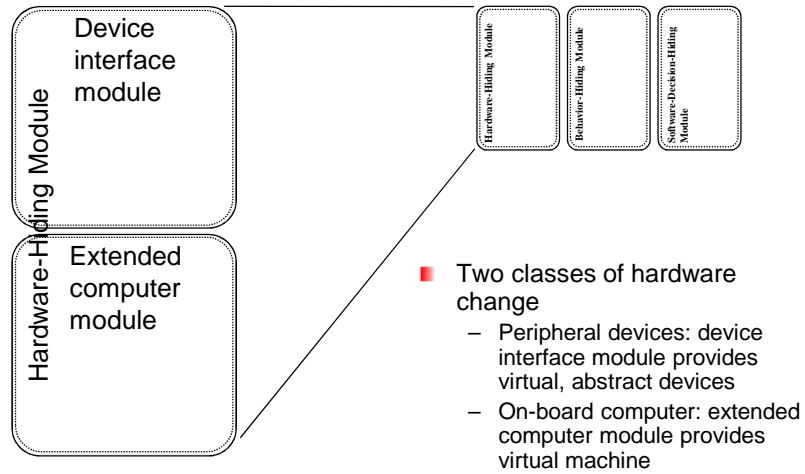 Device
interface
module
Hardware-Hiding Module
Extended
computer
module
Hardware-Hiding Module
Behavior-Hiding Module
Software-Decision-Hiding
Module
Two classes of hardware
change
– Peripheral devices: device
interface module provides
virtual, abstract devices
– On-board computer: extended
computer module provides
virtual machine